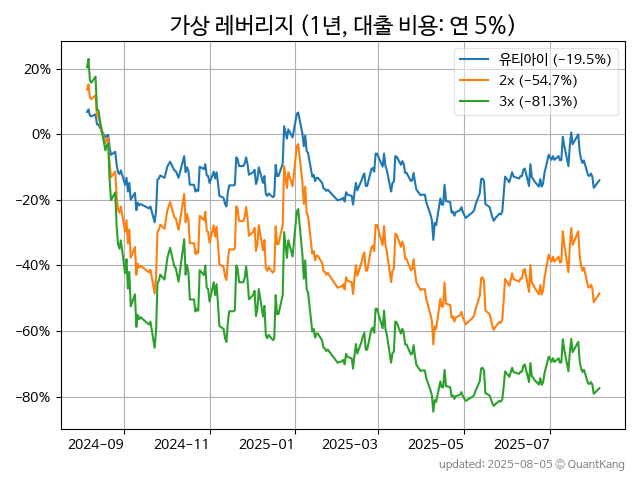 가상 레버리지 (1년, 대출 비용: 연 5%)
유티아이 (−19.5%)
2x (−54.7%)
3x (−81.3%)
20%
0%
−20%
−40%
−60%
−80%
2024-09 2024-11 2025-01 2025-03 2025-05 2025-07
updated: 2025-08-05 © QuantKang